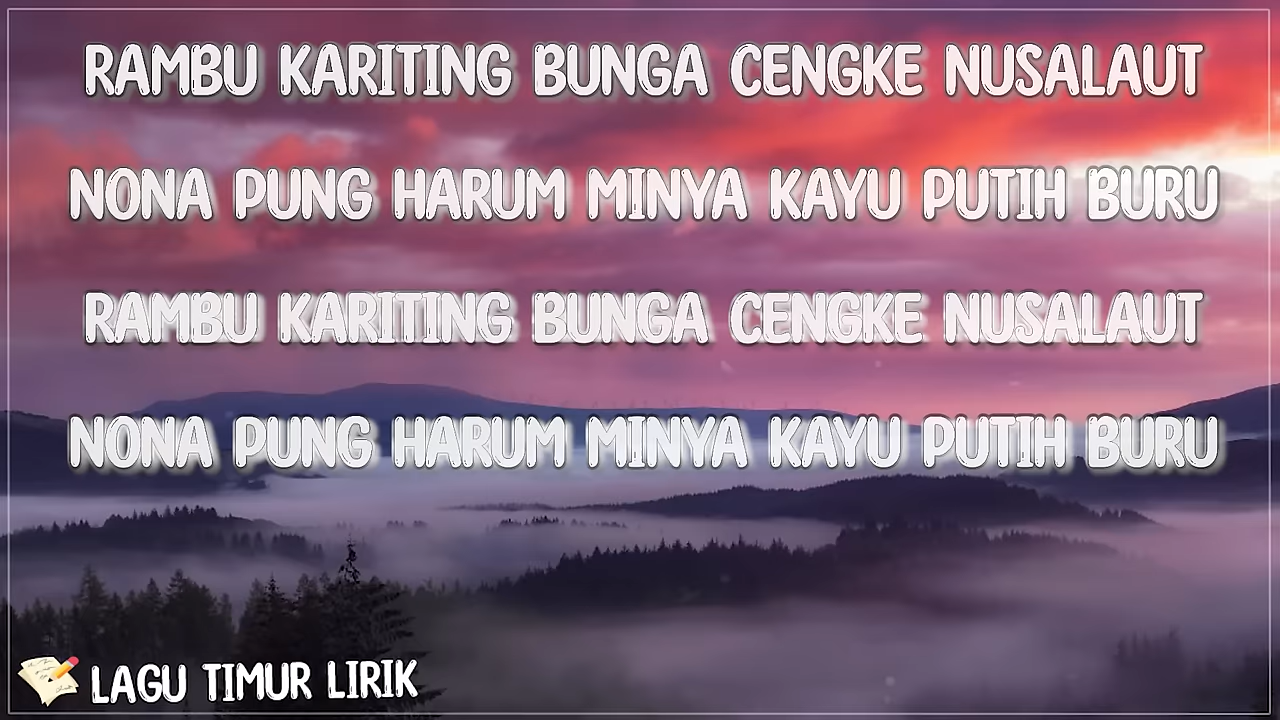 RAMBU KARITING BUNGA CENGKE NUSALAUT
NONA PUNG HARUM MINYA KAYU PUTIH BURU
RAMBU KARITING BUNGA CENGKE NUSALAUT
NONA PUNG HARUM MINYA KAYU PUTIH BURU
LAGU TIMUR LIRIK